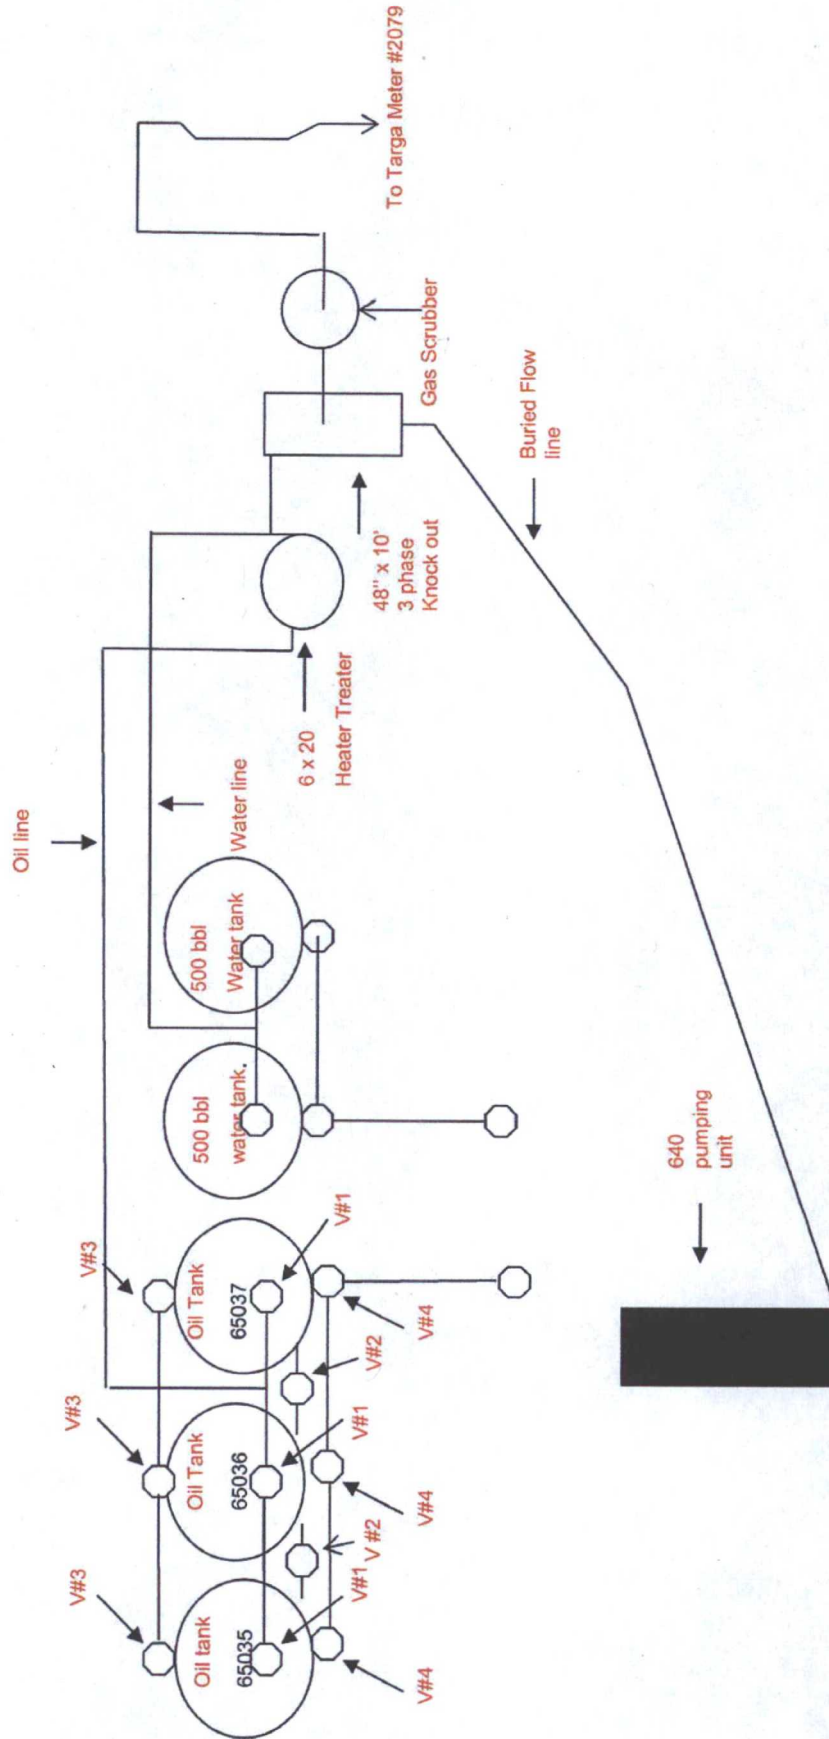 Oil line
Water line
To Targa Meter #2079
Gas Scrubber
Buried Flow
line
48" x 10'
3 phase
Knock out
6 x 20
Heater Treater
500 bbl
Water tank
500 bbl
water tank.
640
pumping
unit
V#3
V#3
V#3
Oil tank
65035
Oil Tank
65036
Oil Tank
65037
V#1
V#1
V#1
V #2
V#2
V#4
V#4
V#4